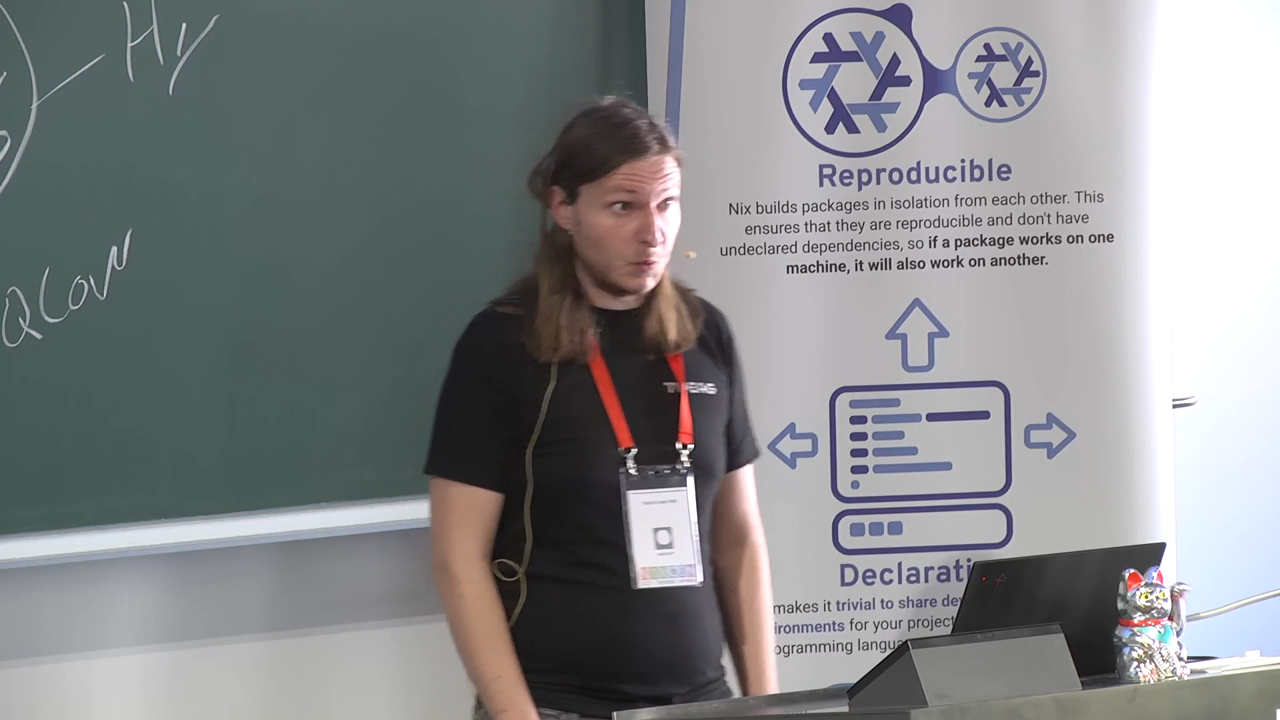 Hy
QCoW
Reproducible
Nix builds packages in isolation from each other. This
ensures that they are reproducible and don't have
undeclared dependencies, so if a package works on one
machine, it will also work on another.
Declarati
makes it trivial to share dev
ironments for your project
ogramming langua